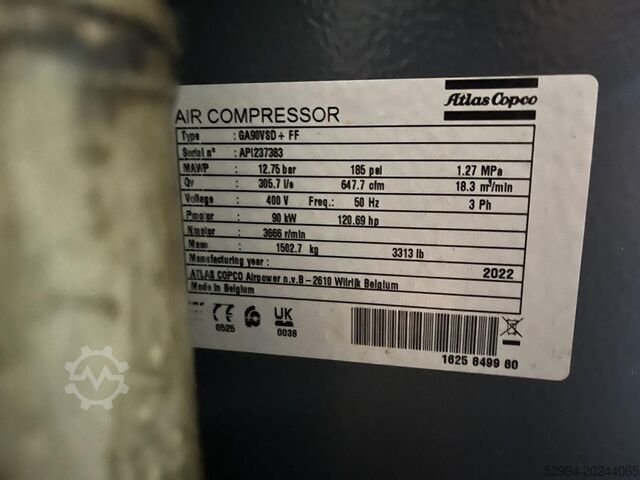 Atlas Copco
AIR COMPRESSOR
Type : GA90VSD+ FF
Serial n° : API237383
MAWP : 12.75 bar 185 psi 1.27 MPa
Qv : 305.7 l/s 647.7 cfm 18.3 m³/min
Voltage : 400 V Freq.: 50 Hz 3 Ph
Pmotor : 90 kW 120.69 hp
Nmotor : 3666 r/min
Mass : 1502.7 kg 3313 lb
Manufacturing year : 2022
ATLAS COPCO Airpower n.v.B – 2610 Wilrijk Belgium
Made in Belgium
CE UK
0525 0038
1625 8499 80
52994-20244065